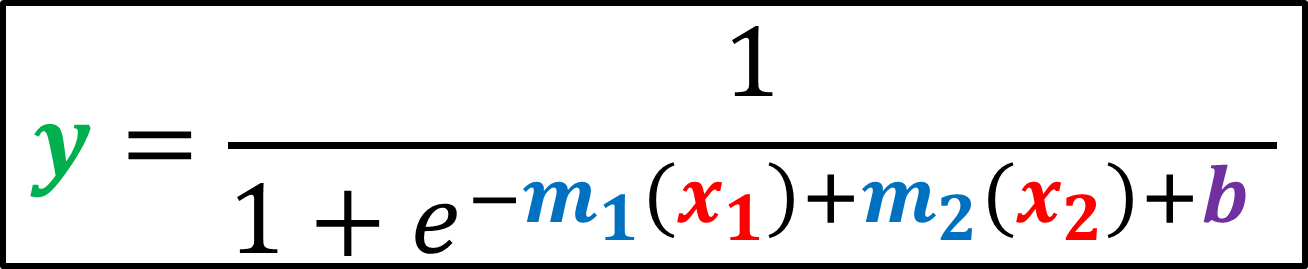 y = 1 / (1 + e^(−m₁(x₁)+m₂(x₂)+b))